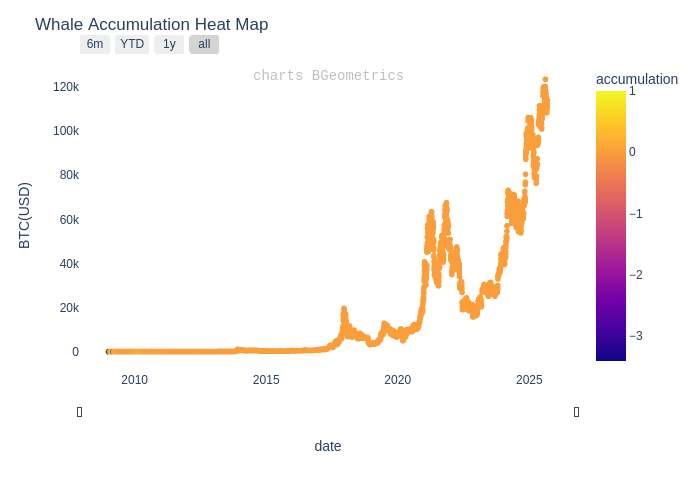 Whale Accumulation Heat Map
6m YTD 1y all
charts BGeometrics
accumulation
120k
100k
80k
60k
40k
20k
0
BTC(USD)
2010 2015 2020 2025
date
1
0
−1
−2
−3